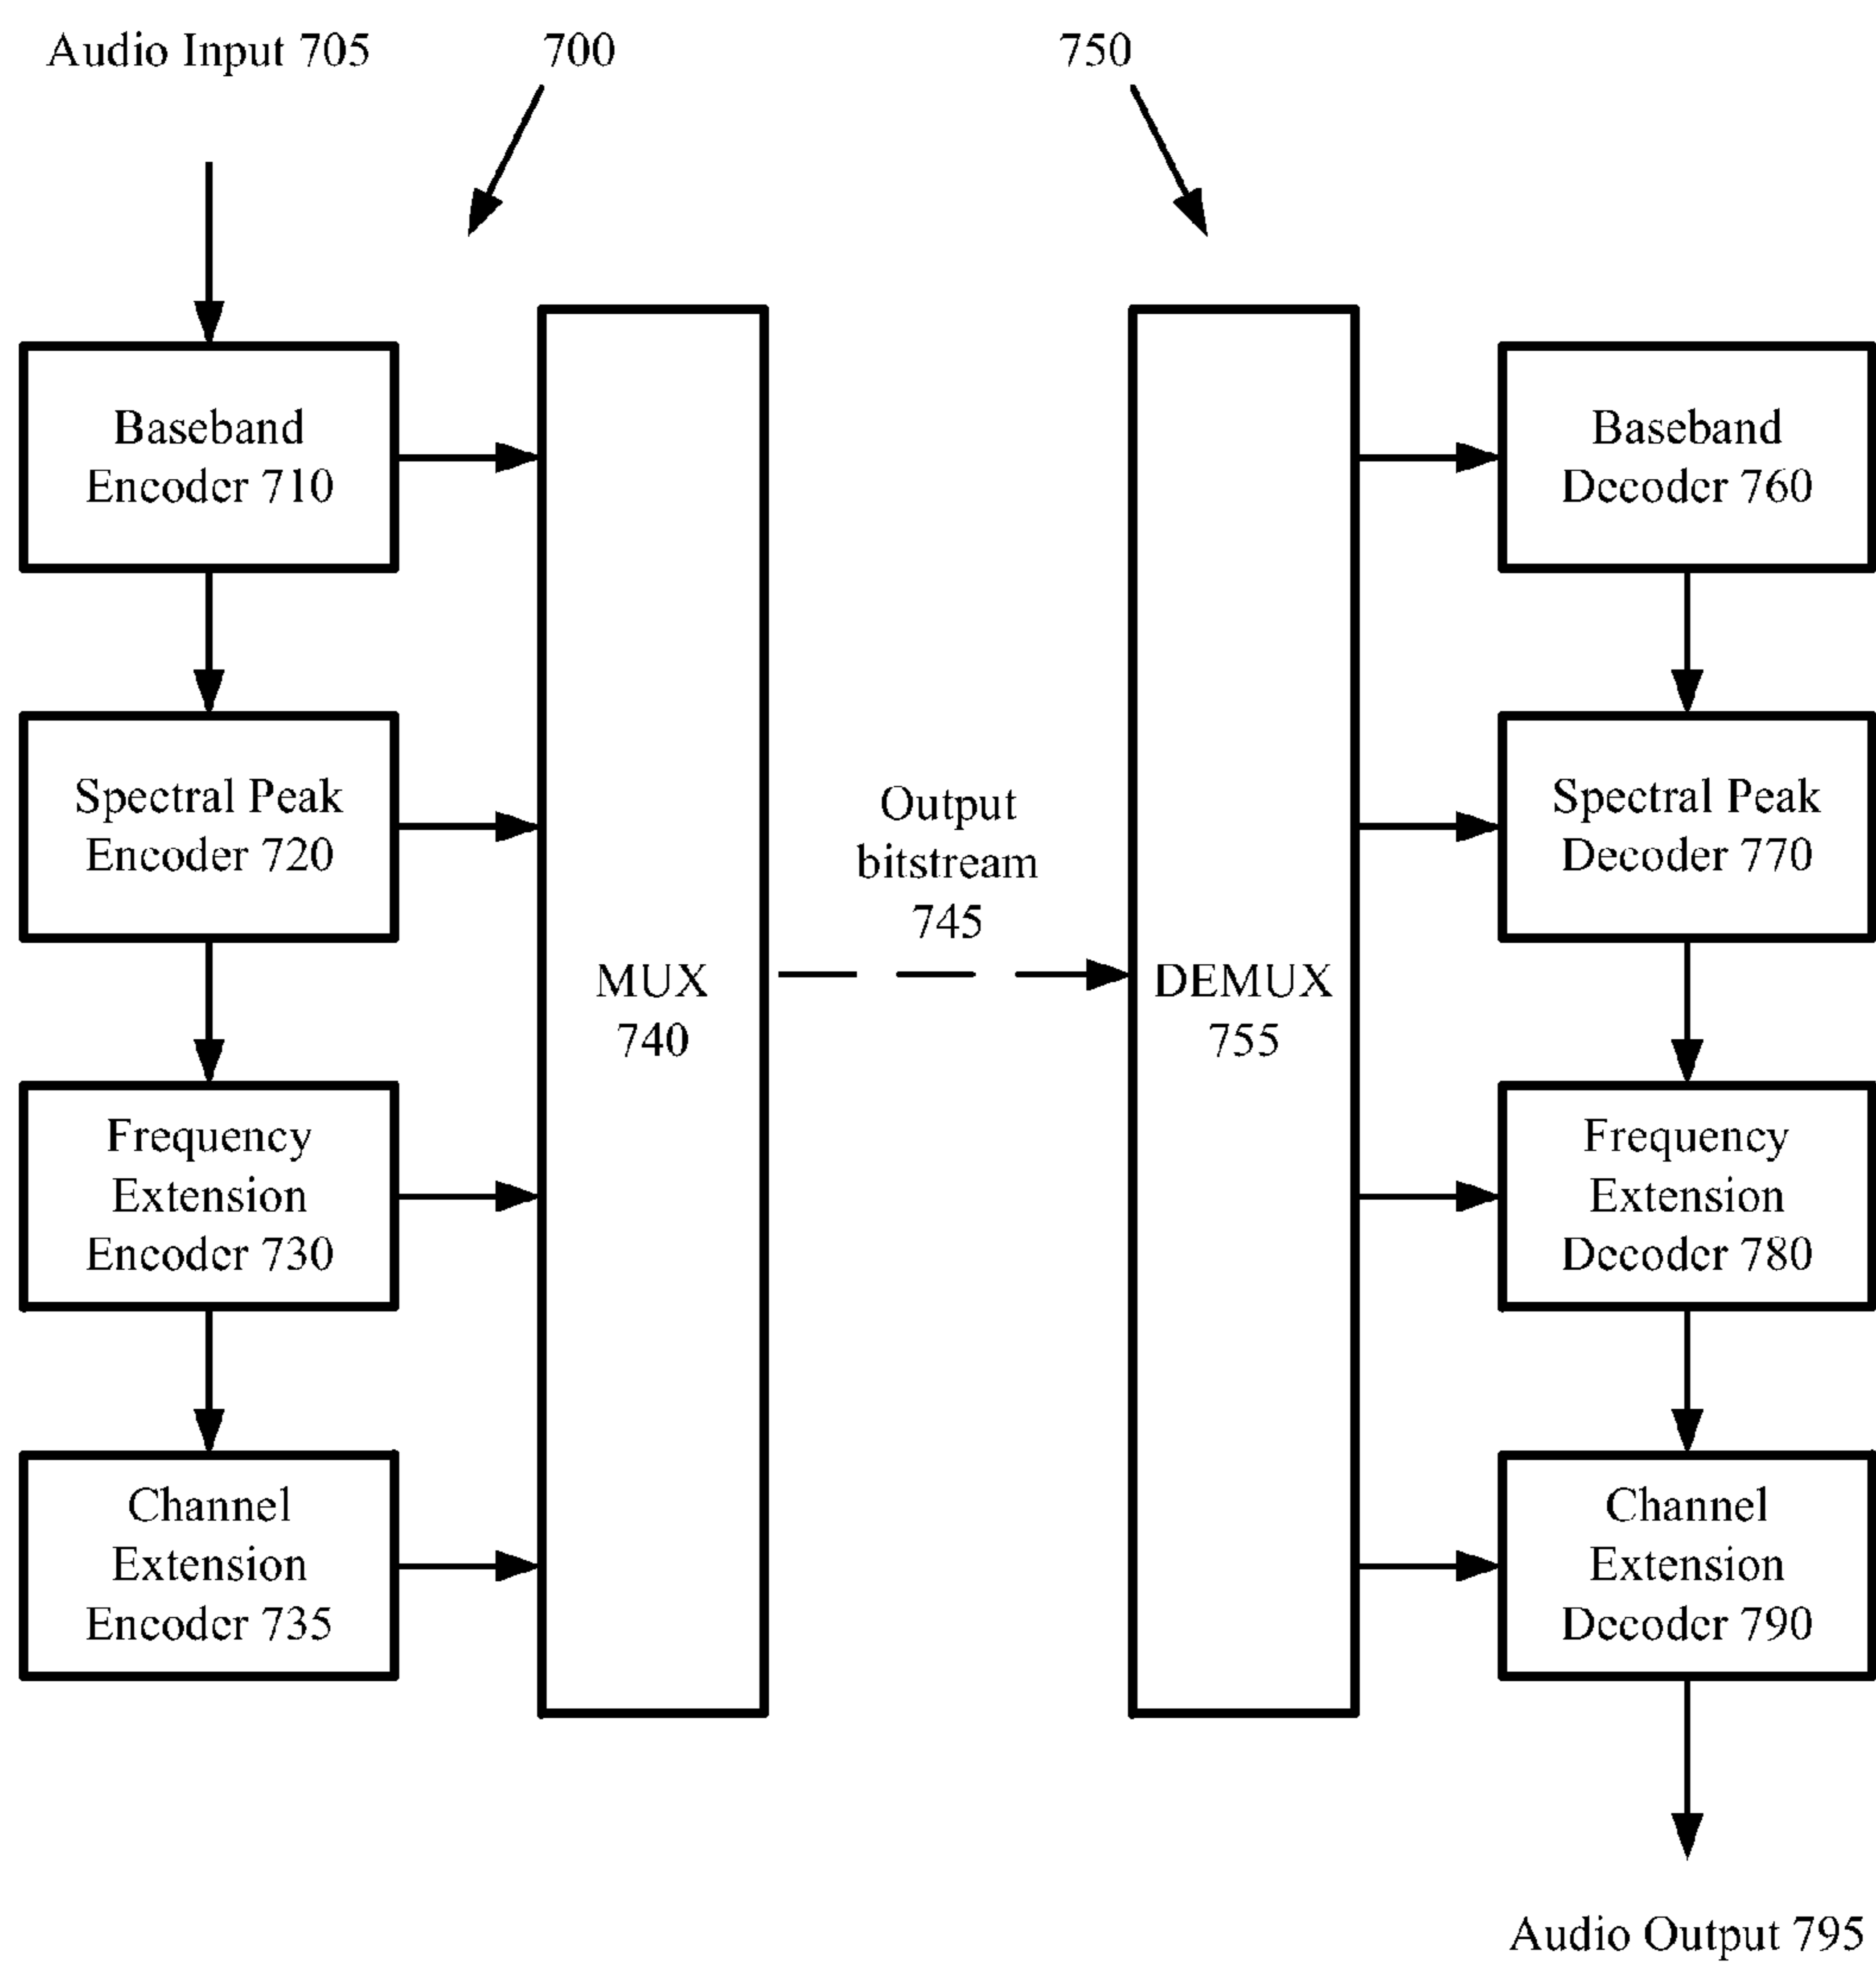 Audio Input 705
700
750
Baseband
Encoder 710
Spectral Peak
Encoder 720
Frequency
Extension
Encoder 730
Channel
Extension
Encoder 735
MUX
740
Output
bitstream
745
DEMUX
755
Baseband
Decoder 760
Spectral Peak
Decoder 770
Frequency
Extension
Decoder 780
Channel
Extension
Decoder 790
Audio Output 795